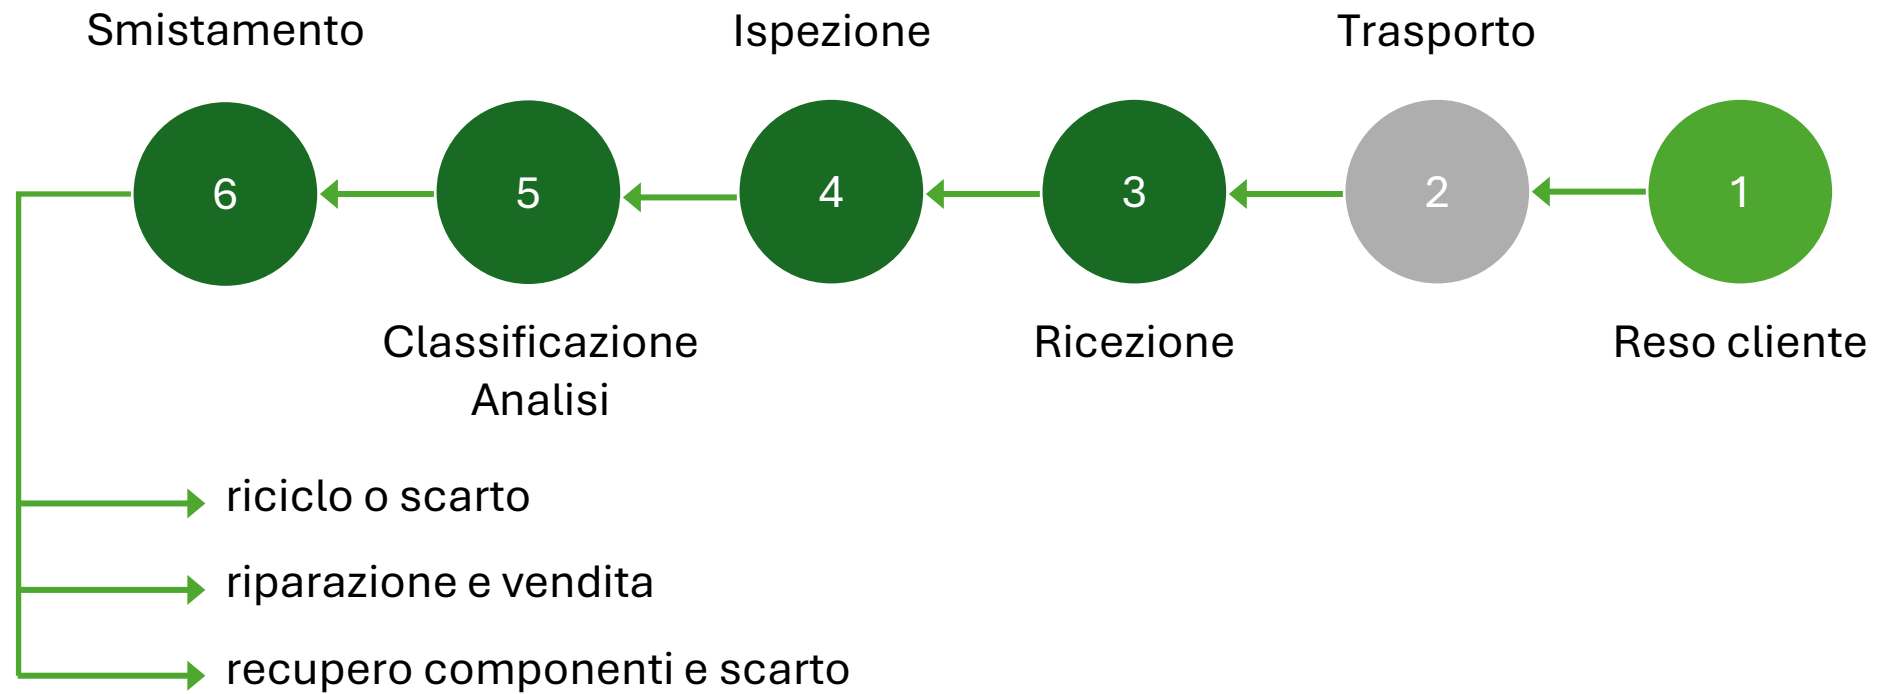 Smistamento
Ispezione
Trasporto
6
5
4
3
2
1
Classificazione
Analisi
Ricezione
Reso cliente
riciclo o scarto
riparazione e vendita
recupero componenti e scarto